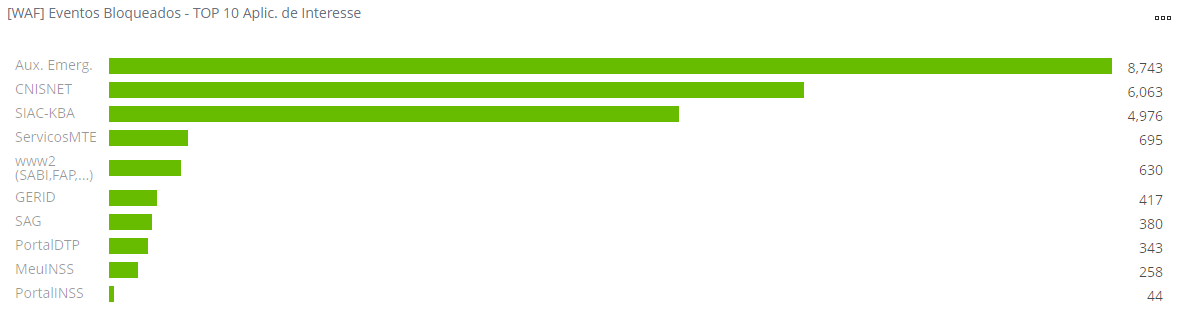 [WAF] Eventos Bloqueados - TOP 10 Aplic. de Interesse
Aux. Emerg. 8,743
CNISNET 6,063
SIAC-KBA 4,976
ServicosMTE 695
www2
(SABI,FAP,...) 630
GERID 417
SAG 380
PortalDTP 343
MeuINSS 258
PortalINSS 44